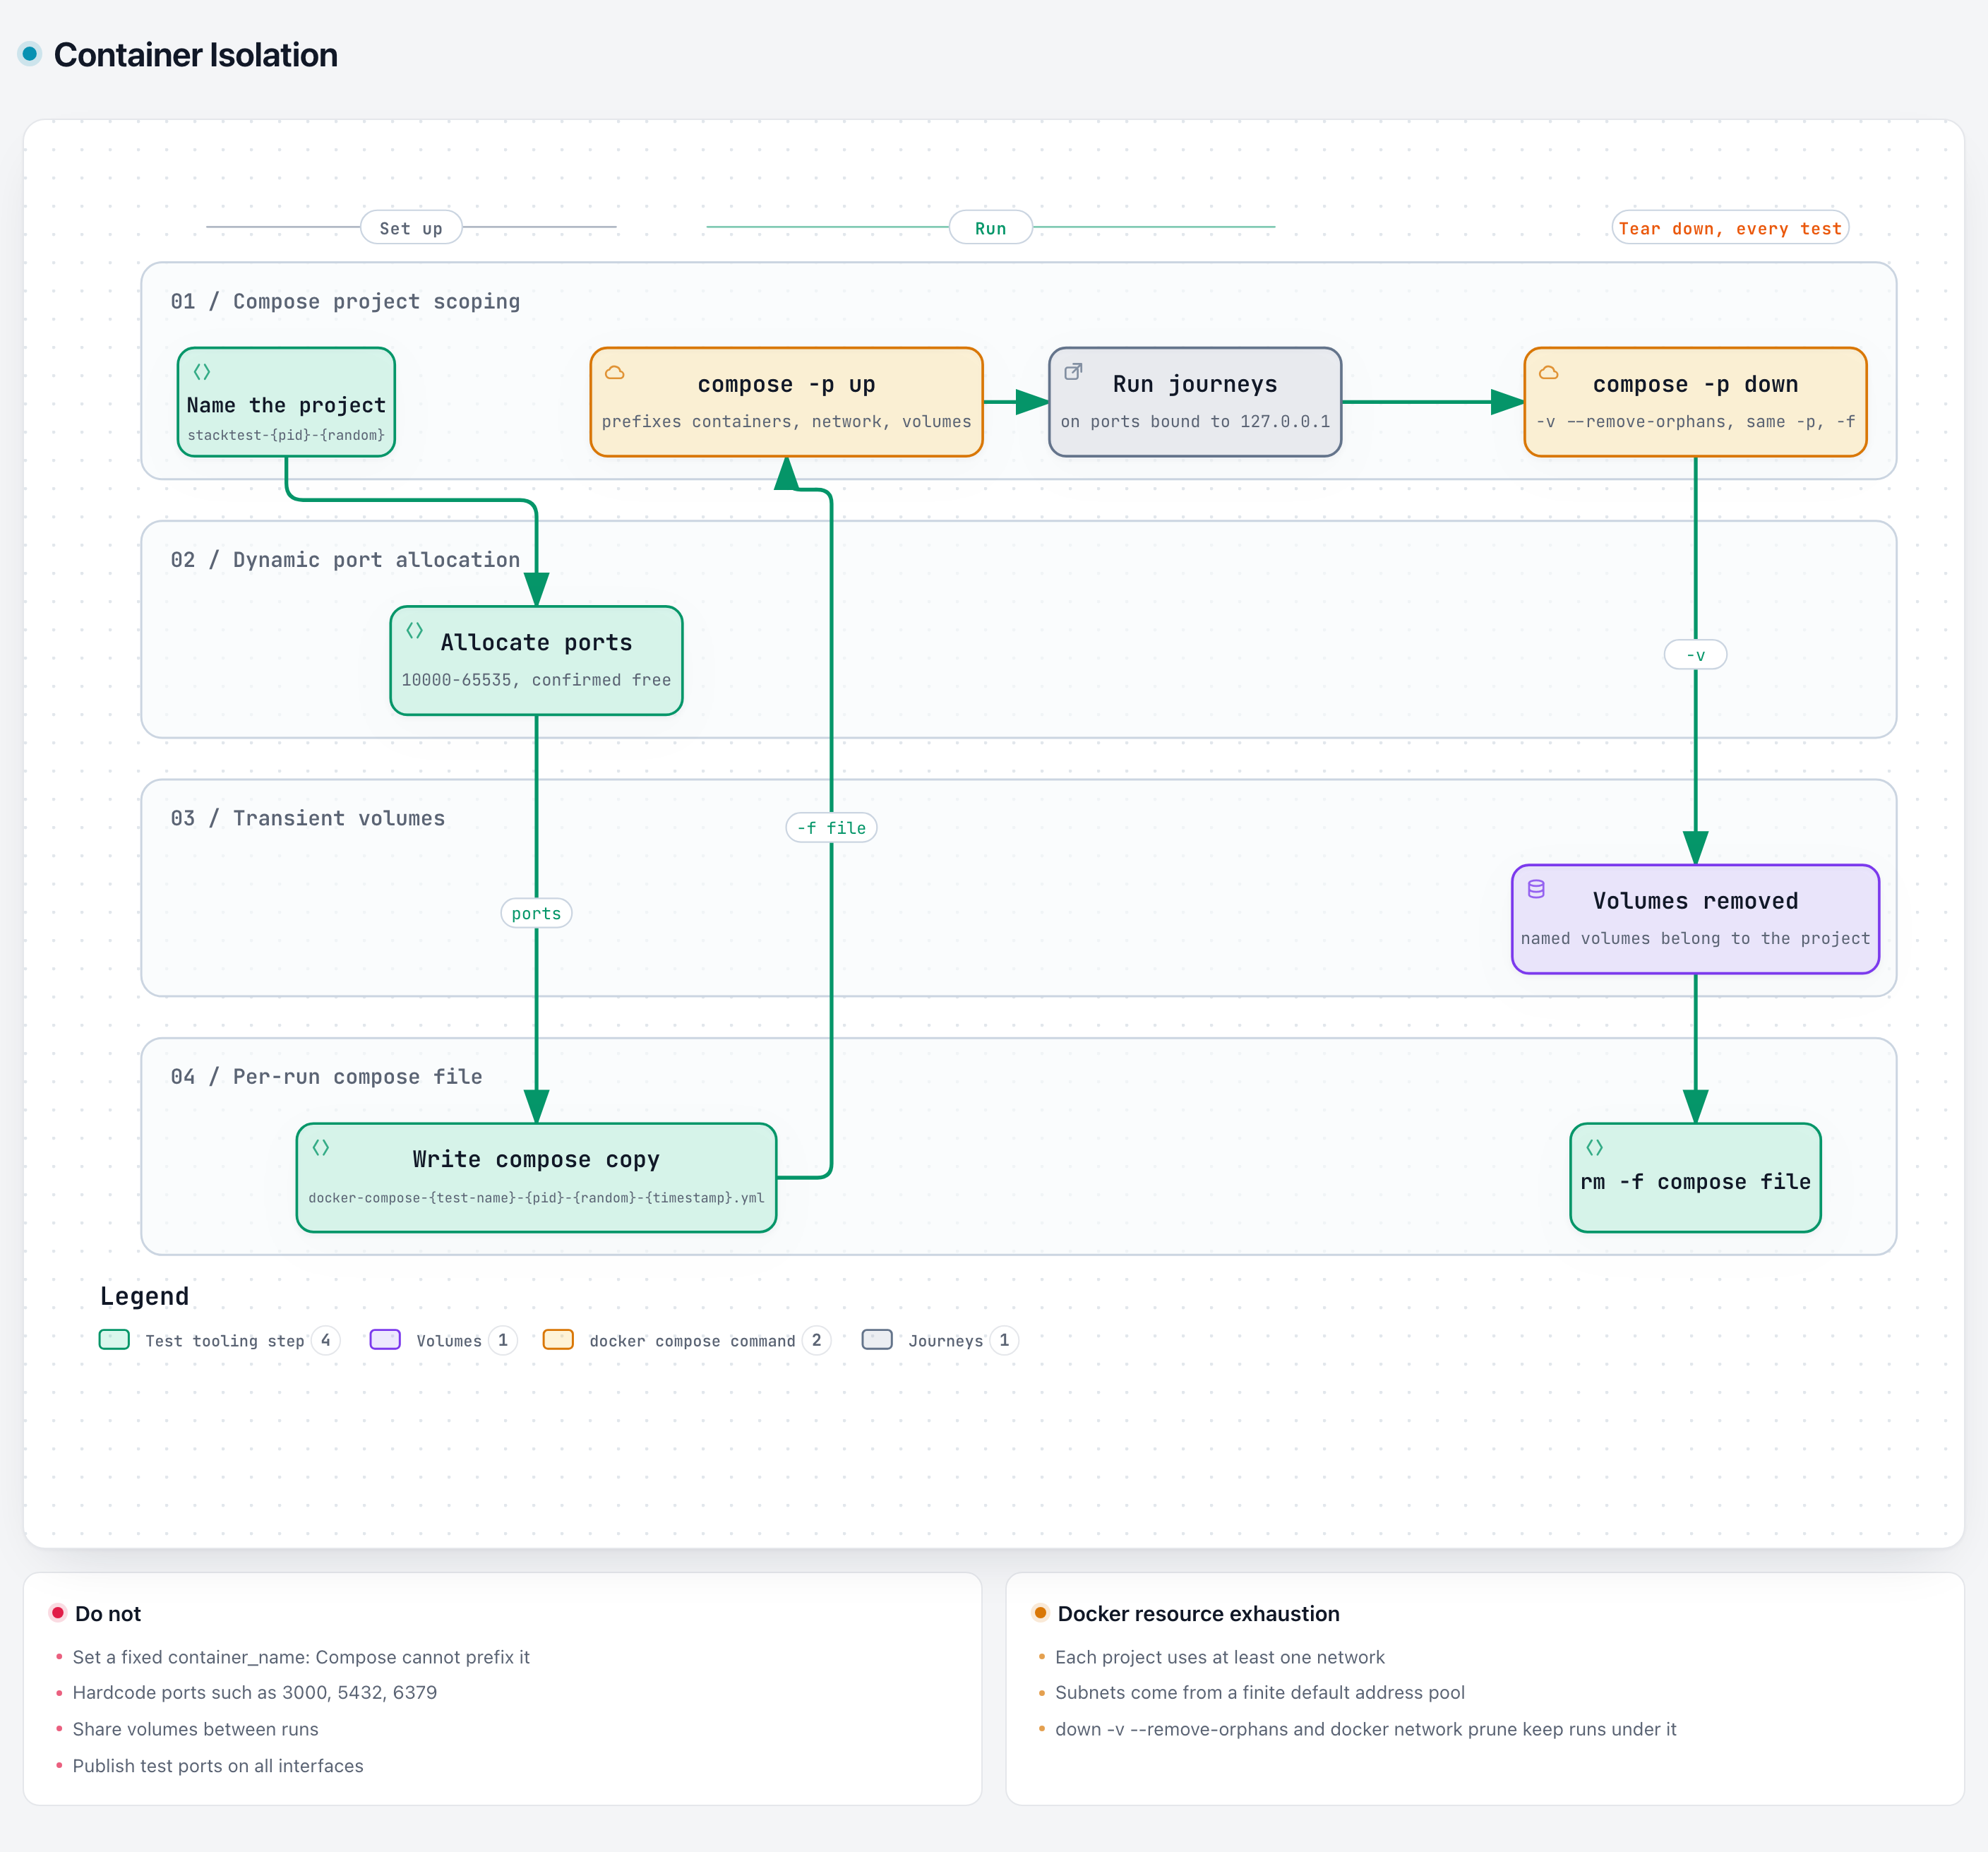 Container Isolation
Set up
Run
Tear down, every test
01 / Compose project scoping
Name the project
stacktest-{pid}-{random}
compose -p up
prefixes containers, network, volumes
Run journeys
on ports bound to 127.0.0.1
compose -p down
-v --remove-orphans, same -p, -f
02 / Dynamic port allocation
Allocate ports
10000-65535, confirmed free
-v
03 / Transient volumes
-f file
ports
Volumes removed
named volumes belong to the project
04 / Per-run compose file
Write compose copy
docker-compose-{test-name}-{pid}-{random}-{timestamp}.yml
rm -f compose file
Legend
Test tooling step 4
Volumes 1
docker compose command 2
Journeys 1
Do not
Set a fixed container_name: Compose cannot prefix it
Hardcode ports such as 3000, 5432, 6379
Share volumes between runs
Publish test ports on all interfaces
Docker resource exhaustion
Each project uses at least one network
Subnets come from a finite default address pool
down -v --remove-orphans and docker network prune keep runs under it